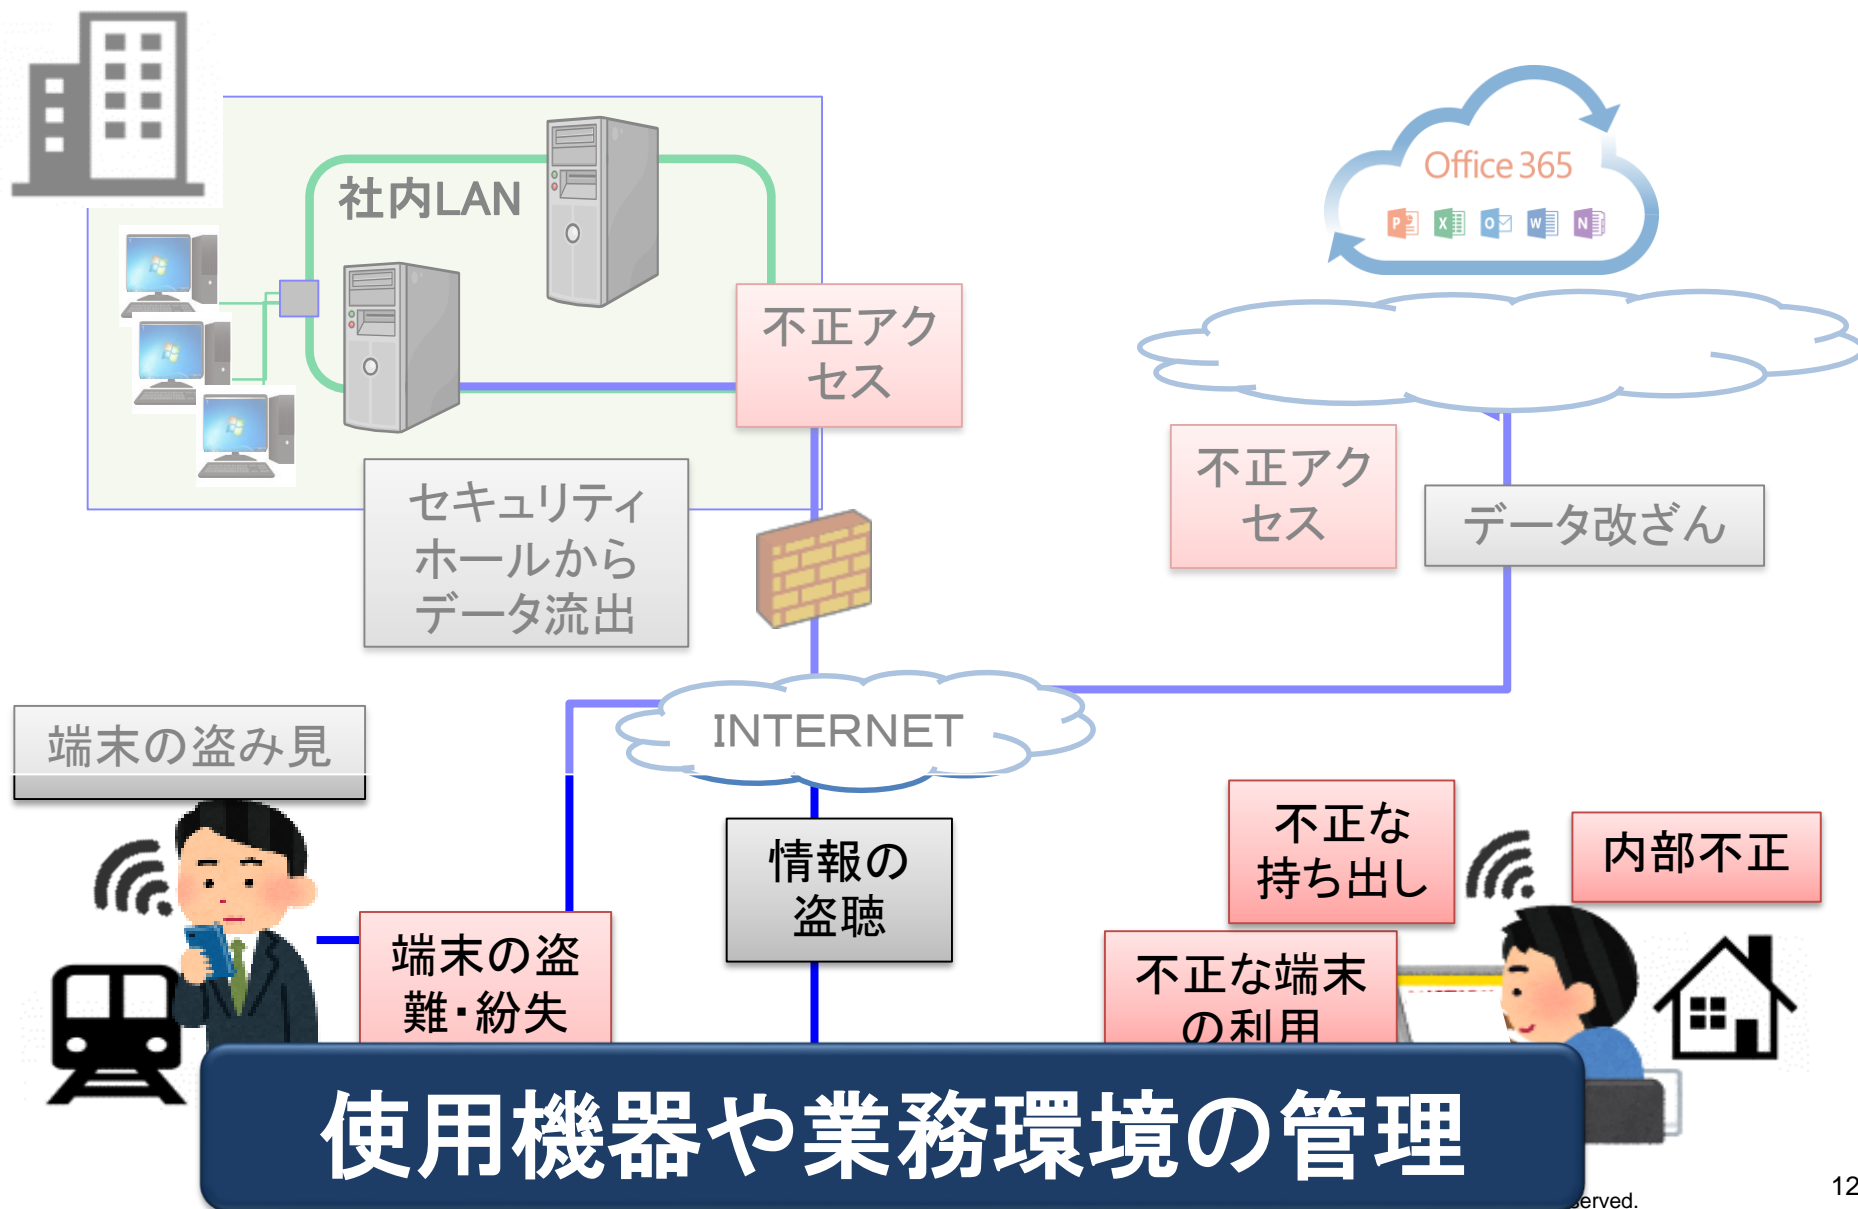 社内LAN
Office 365
P
X
O
W
N
不正アク
セス
不正アク
セス
データ改ざん
セキュリティ
ホールから
データ流出
INTERNET
端末の盗み見
情報の
盗聴
不正な
持ち出し
内部不正
端末の盗
難・紛失
不正な端末
の利用
使用機器や業務環境の管理
served.
12